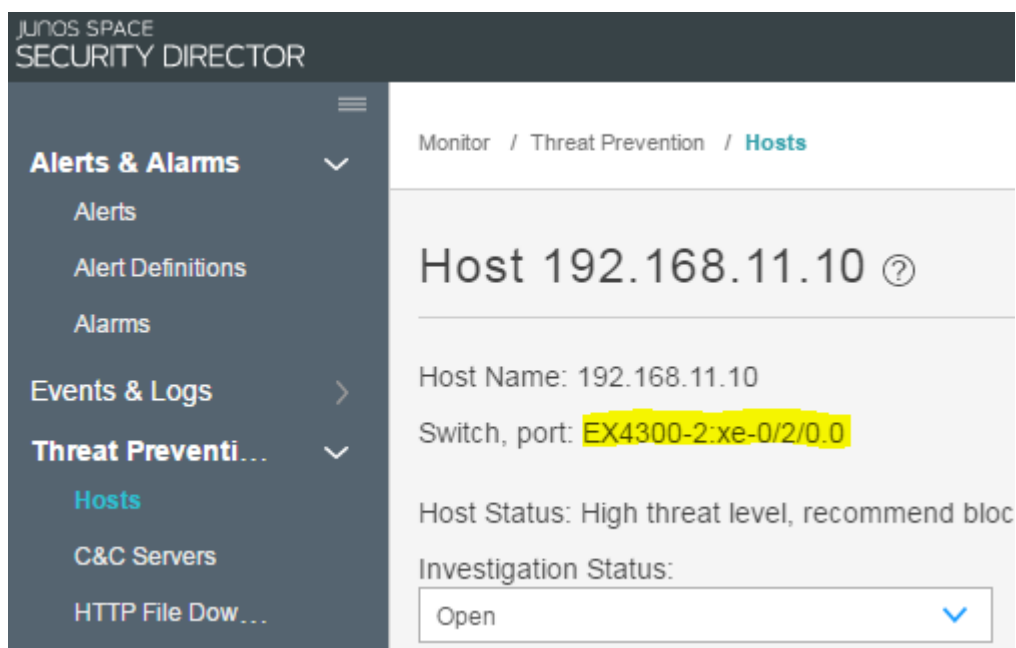 JUNOS SPACE
SECURITY DIRECTOR
Alerts & Alarms
Alerts
Alert Definitions
Alarms
Events & Logs
Threat Preventi...
Hosts
C&C Servers
HTTP File Dow...
Monitor / Threat Prevention / Hosts
Host 192.168.11.10 ?
Host Name: 192.168.11.10
Switch, port: EX4300-2:xe-0/2/0.0
Host Status: High threat level, recommend bloc
Investigation Status:
Open